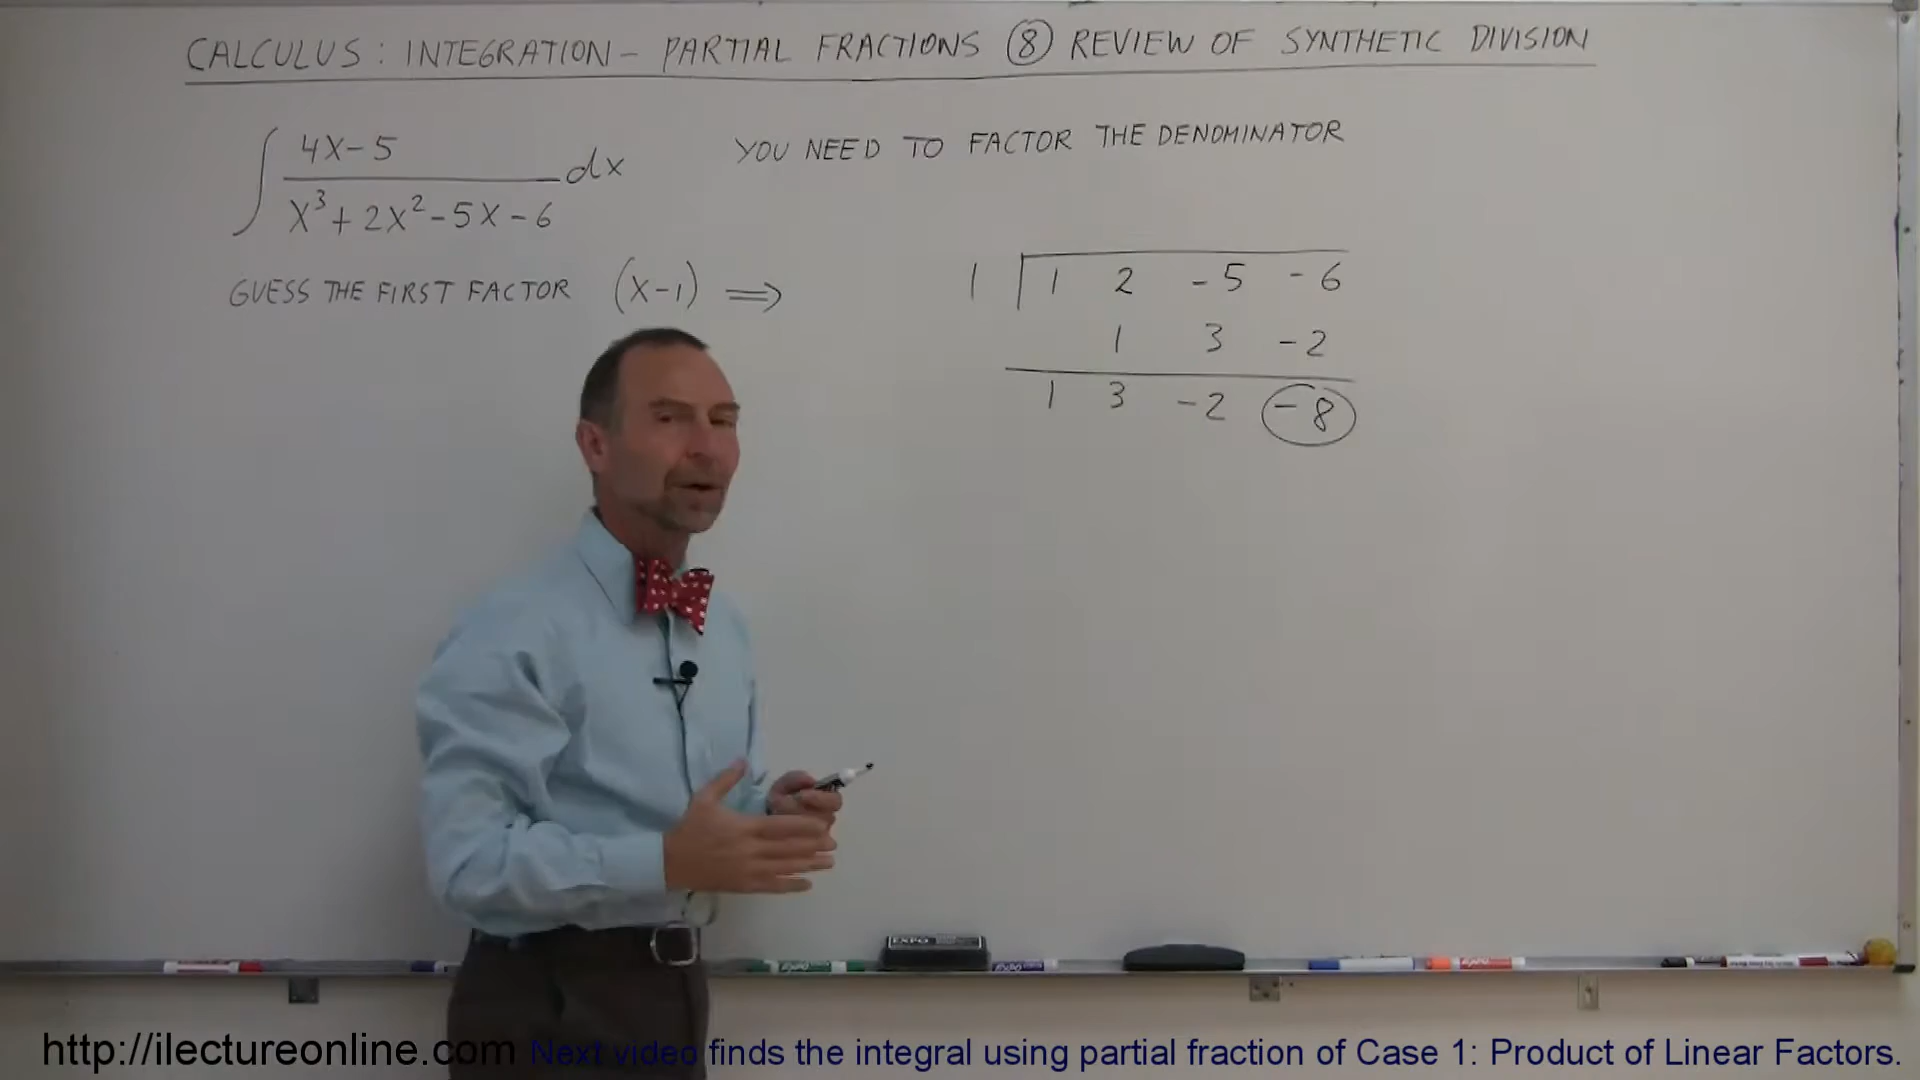 CALCULUS: INTEGRATION – PARTIAL FRACTIONS ⑧ REVIEW OF SYNTHETIC DIVISION
∫ 4X-5 / X³+2X²-5X-6 dx
YOU NEED TO FACTOR THE DENOMINATOR
GUESS THE FIRST FACTOR (X-1) ⟹
1 | 1 2 -5 -6
1 3 -2
1 3 -2 -8
EXPO
http://ilectureonline.com Next video finds the integral using partial fraction of Case 1: Product of Linear Factors.